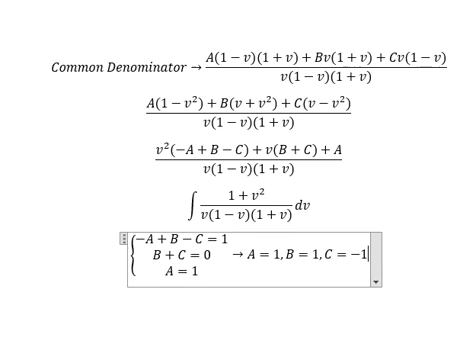 Common Denominator → A(1 − v)(1 + v) + Bv(1 + v) + Cv(1 − v) / v(1 − v)(1 + v)
A(1 − v²) + B(v + v²) + C(v − v²) / v(1 − v)(1 + v)
v²(−A + B − C) + v(B + C) + A / v(1 − v)(1 + v)
∫ 1 + v² / v(1 − v)(1 + v) dv
{−A + B − C = 1
B + C = 0 → A = 1, B = 1, C = −1
A = 1